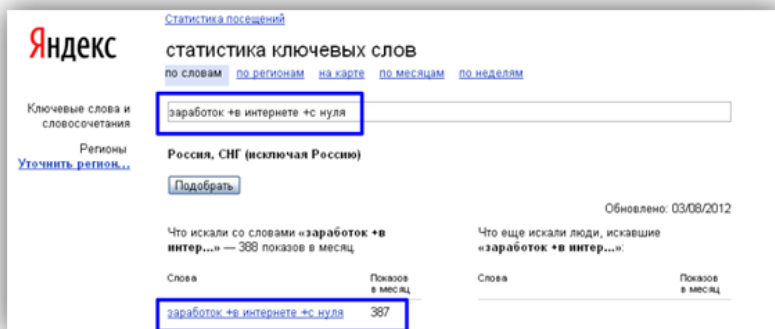 Статистика посещений
Яндекс
статистика ключевых слов
по словам по регионам на карте по месяцам по неделям
Ключевые слова и
словосочетания
заработок +в интернете +с нуля
Регионы
Уточнить регион...
Россия, СНГ (исключая Россию)
Подобрать
Обновлено: 03/08/2012
Что искали со словами «заработок +в
интер...» — 388 показов в месяц.
Что еще искали люди, искавшие
«заработок +в интер...»:
Слова Показов
в месяц
Слова Показов
в месяц
заработок +в интернете +с нуля 387